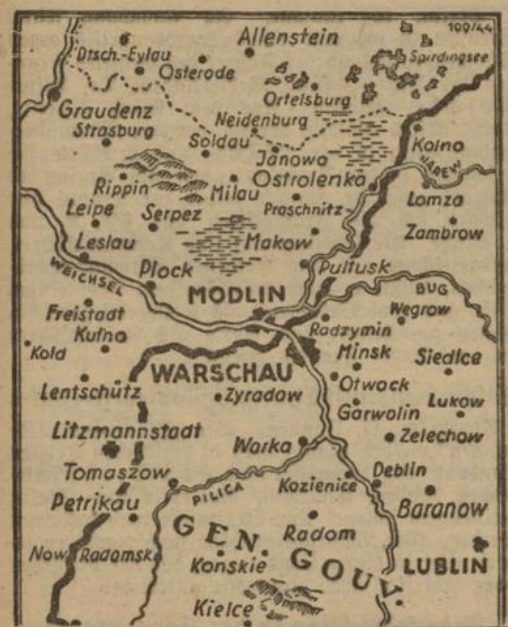 109/44
Allenstein
Dtsch.-Eylau
Osterode
Spirdingsee
Ortelsburg
Graudenz
Neidenburg
Strasburg
Soldau
Kolno
Janowo
NAREW
Rippin
Milau
Ostrolenka
Lomza
Leipe
Serpez
Praschnitz
Zambrow
Leslau
Makow
WEICHSEL
Plock
Pultusk
BUG
MODLIN
Freistadt
Radzymin
Wegrow
Kutno
Kolo
Minsk
Siedlce
WARSCHAU
Otwock
Lentschütz
Zyradow
Garwolin
Lukow
Litzmannstadt
Warka
Zelechow
Tomaszow
Deblin
PILICA
Kozienice
Petrikau
Baranow
Radom
GEN. GOUV.
Now. Radomsk
Konskie
LUBLIN
Kielce